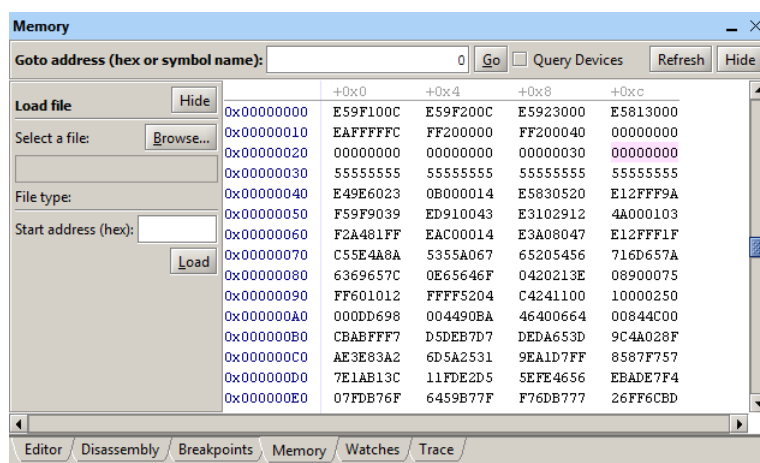 Memory
Goto address (hex or symbol name): 0 Go Query Devices Refresh Hide
Load file Hide
Select a file: Browse...
File type:
Start address (hex):
Load
+0x0 +0x4 +0x8 +0xc
0x00000000 E59F100C E59F200C E5923000 E5813000
0x00000010 EAFFFFFC FF200000 FF200040 00000000
0x00000020 00000000 00000000 00000030 00000000
0x00000030 55555555 55555555 55555555 55555555
0x00000040 E49E6023 0B000014 E5830520 E12FFF9A
0x00000050 F59F9039 ED910043 E3102912 4A000103
0x00000060 F2A481FF EAC00014 E3A08047 E12FFF1F
0x00000070 C55E4A8A 5355A067 65205456 716D657A
0x00000080 6369657C 0E65646F 0420213E 08900075
0x00000090 FF601012 FFFF5204 C4241100 10000250
0x000000A0 000DD698 004490BA 46400664 00844C00
0x000000B0 CBABFFF7 D5DEB7D7 DEDA653D 9C4A028F
0x000000C0 AE3E83A2 6D5A2531 9EA1D7FF 8587F757
0x000000D0 7E1AB13C 11FDE2D5 5EFE4656 EBADE7F4
0x000000E0 07FDB76F 6459B77F F76DB777 26FF6CBD
Editor Disassembly Breakpoints Memory Watches Trace